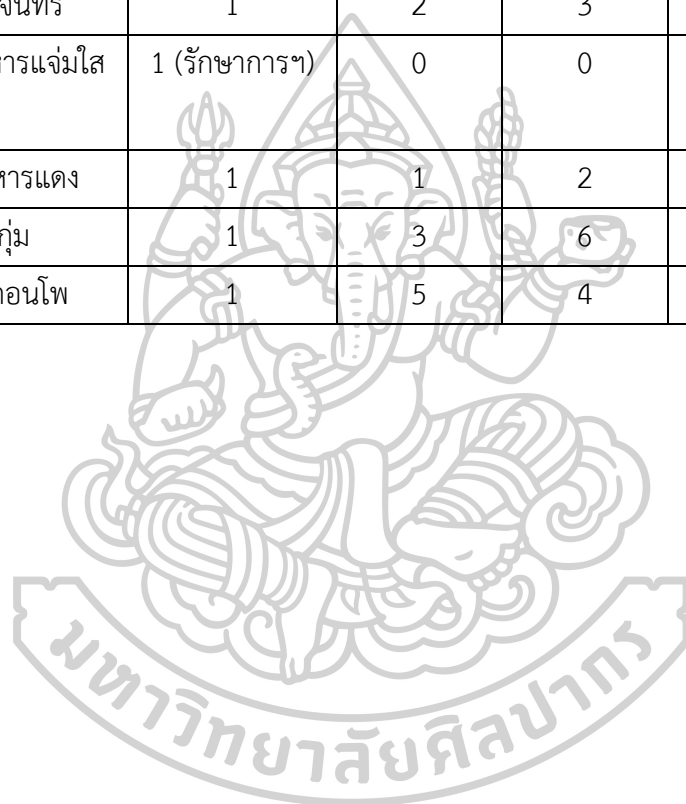 จันทร์ 1 2 3
หารแจ่มใส 1 (รักษาการฯ) 0 0
หารแดง 1 1 2
กุ่ม 1 3 6
ดอนโพ 1 5 4
มหาวิทยาลัยศิลปากร